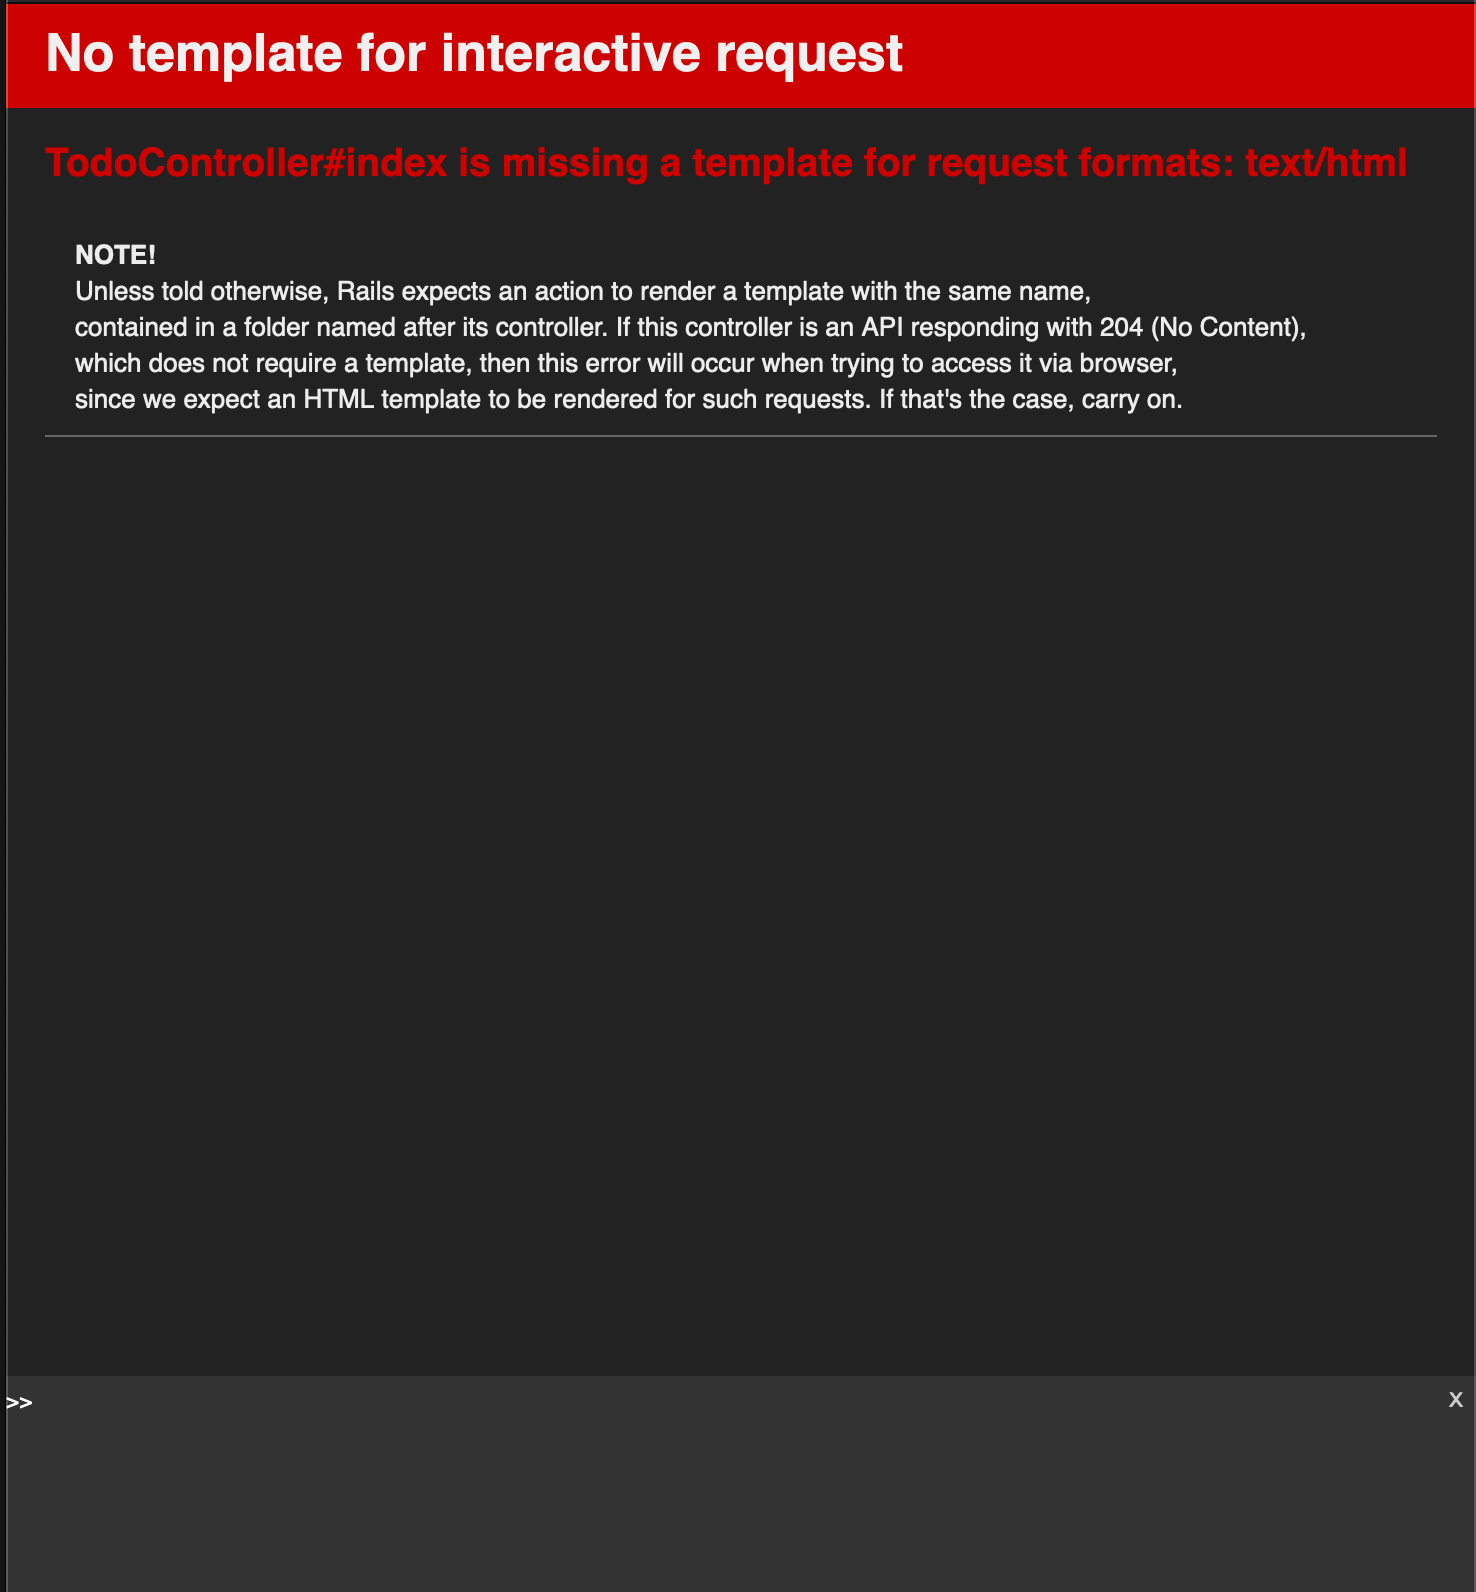 No template for interactive request
TodoController#index is missing a template for request formats: text/html
NOTE!
Unless told otherwise, Rails expects an action to render a template with the same name,
contained in a folder named after its controller. If this controller is an API responding with 204 (No Content),
which does not require a template, then this error will occur when trying to access it via browser,
since we expect an HTML template to be rendered for such requests. If that's the case, carry on.
>> x